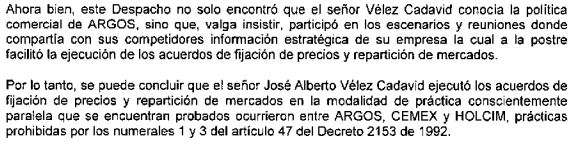 Ahora bien, este Despacho no solo encontró que el señor Vélez Cadavid conocía la política
comercial de ARGOS, sino que, valga insistir, participó en los escenarios y reuniones donde
compartía con sus competidores información estratégica de su empresa la cual a la postre
facilitó la ejecución de los acuerdos de fijación de precios y repartición de mercados.
Por lo tanto, se puede concluir que el señor José Alberto Vélez Cadavid ejecutó los acuerdos de
fijación de precios y repartición de mercados en la modalidad de práctica conscientemente
paralela que se encuentran probados ocurrieron entre ARGOS, CEMEX y HOLCIM, prácticas
prohibidas por los numerales 1 y 3 del artículo 47 del Decreto 2153 de 1992.